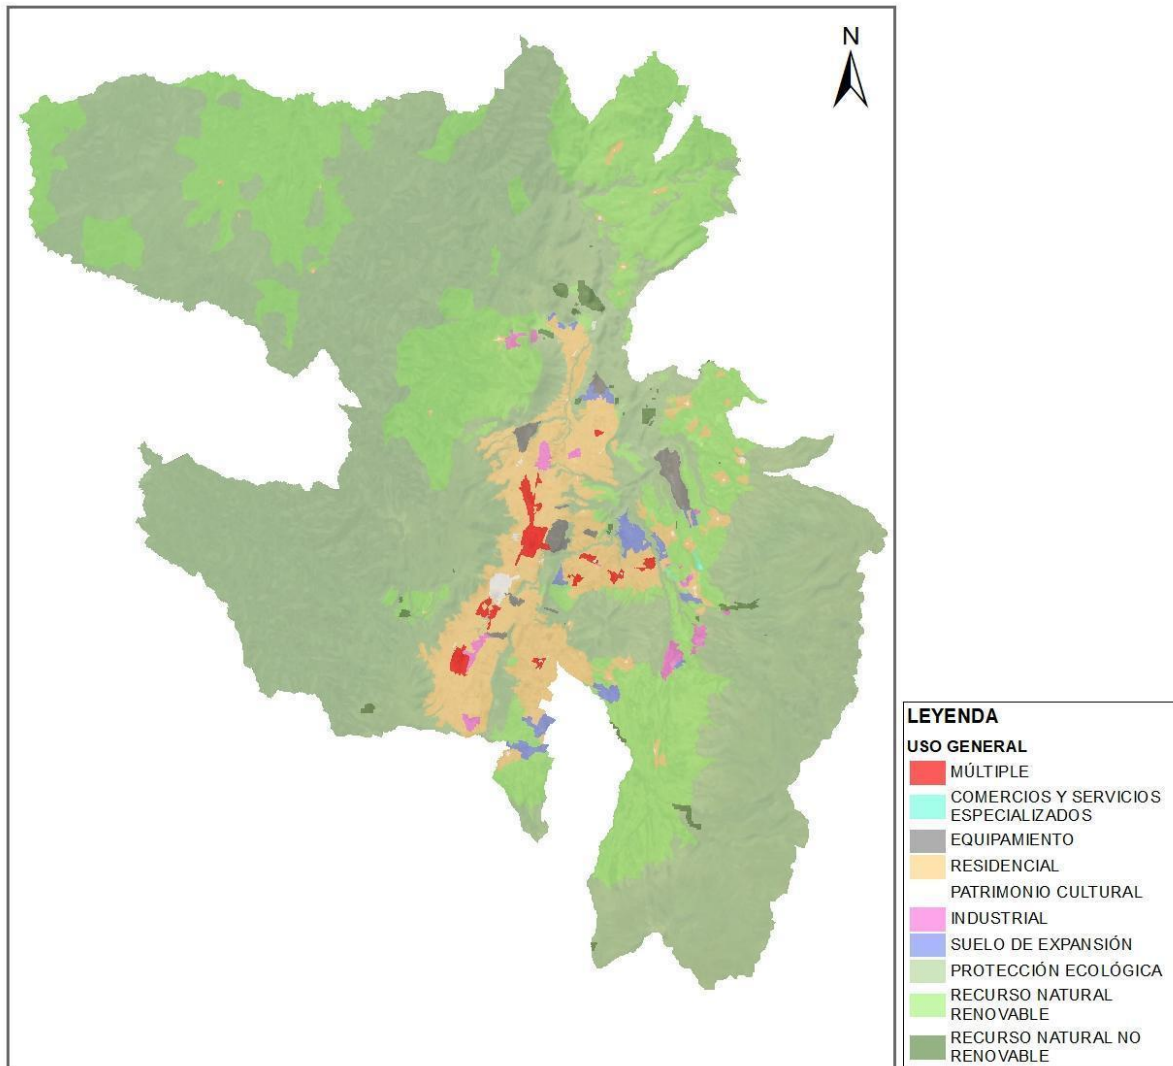 N
LEYENDA
USO GENERAL
MÚLTIPLE
COMERCIOS Y SERVICIOS
ESPECIALIZADOS
EQUIPAMIENTO
RESIDENCIAL
PATRIMONIO CULTURAL
INDUSTRIAL
SUELO DE EXPANSIÓN
PROTECCIÓN ECOLÓGICA
RECURSO NATURAL
RENOVABLE
RECURSO NATURAL NO
RENOVABLE